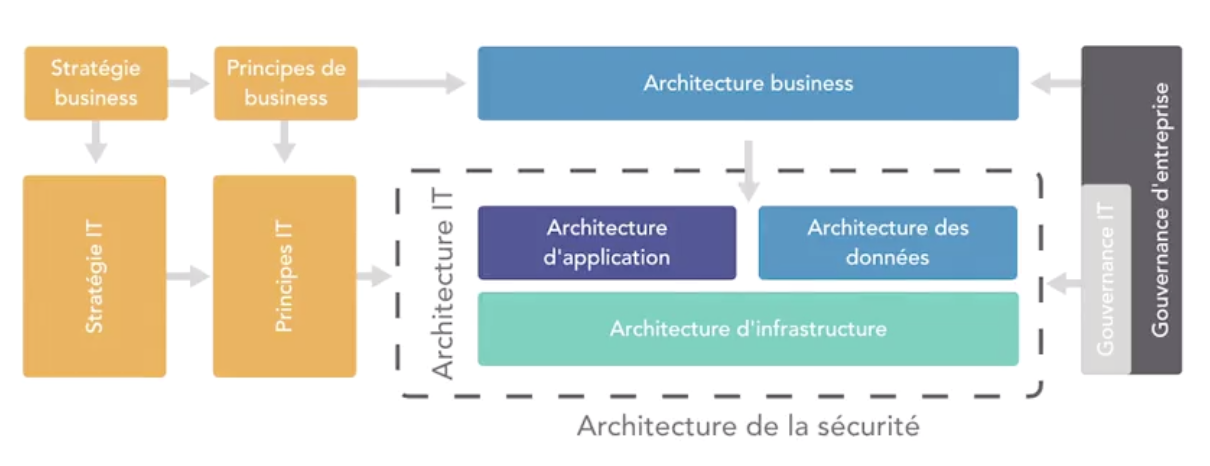 Stratégie
business
Principes de
business
Architecture business
Gouvernance d'entreprise
Gouvernance IT
Stratégie IT
Principes IT
Architecture IT
Architecture
d'application
Architecture des
données
Architecture d'infrastructure
Architecture de la sécurité